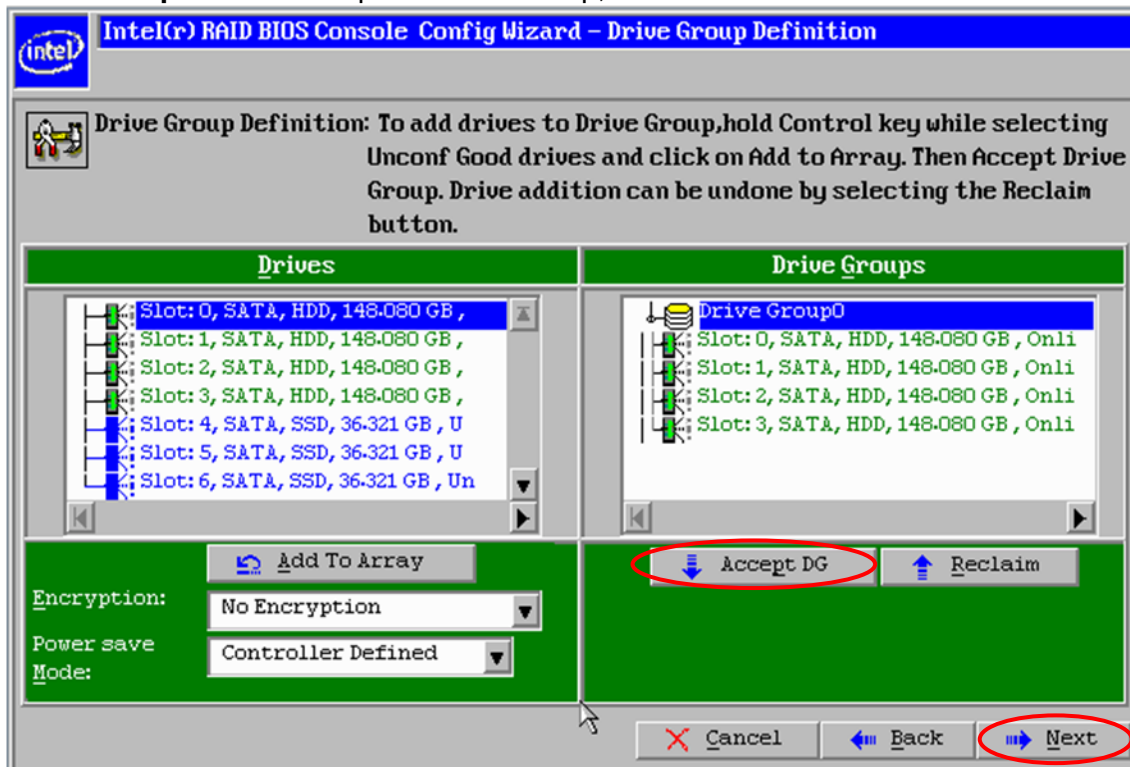 Intel(r) RAID BIOS Console Config Wizard – Drive Group Definition
intel
Drive Group Definition: To add drives to Drive Group,hold Control key while selecting
Unconf Good drives and click on Add to Array. Then Accept Drive
Group. Drive addition can be undone by selecting the Reclaim
button.
Drives
Slot: 0, SATA, HDD, 148.080 GB ,
Slot: 1, SATA, HDD, 148.080 GB ,
Slot: 2, SATA, HDD, 148.080 GB ,
Slot: 3, SATA, HDD, 148.080 GB ,
Slot: 4, SATA, SSD, 36.321 GB , U
Slot: 5, SATA, SSD, 36.321 GB , U
Slot: 6, SATA, SSD, 36.321 GB , Un
Add To Array
Encryption:
No Encryption
Power save
Mode:
Controller Defined
Drive Groups
Drive Group0
Slot: 0, SATA, HDD, 148.080 GB , Onli
Slot: 1, SATA, HDD, 148.080 GB , Onli
Slot: 2, SATA, HDD, 148.080 GB , Onli
Slot: 3, SATA, HDD, 148.080 GB , Onli
Accept DG
Reclaim
Cancel
Back
Next